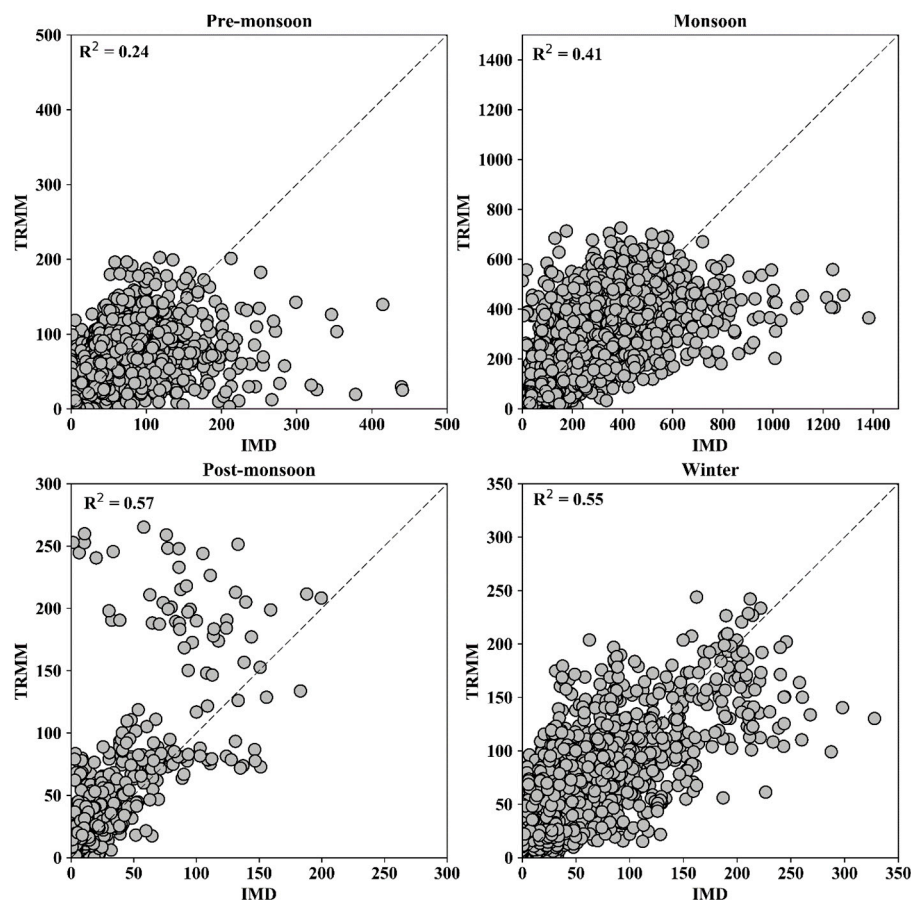 Pre-monsoon
R² = 0.24
500
400
300
200
100
0
TRMM
0 100 200 300 400 500
IMD
Monsoon
R² = 0.41
1400
1200
1000
800
600
400
200
0
TRMM
0 200 400 600 800 1000 1200 1400
IMD
Post-monsoon
R² = 0.57
300
250
200
150
100
50
0
TRMM
0 50 100 150 200 250 300
IMD
Winter
R² = 0.55
350
300
250
200
150
100
50
0
TRMM
0 50 100 150 200 250 300 350
IMD